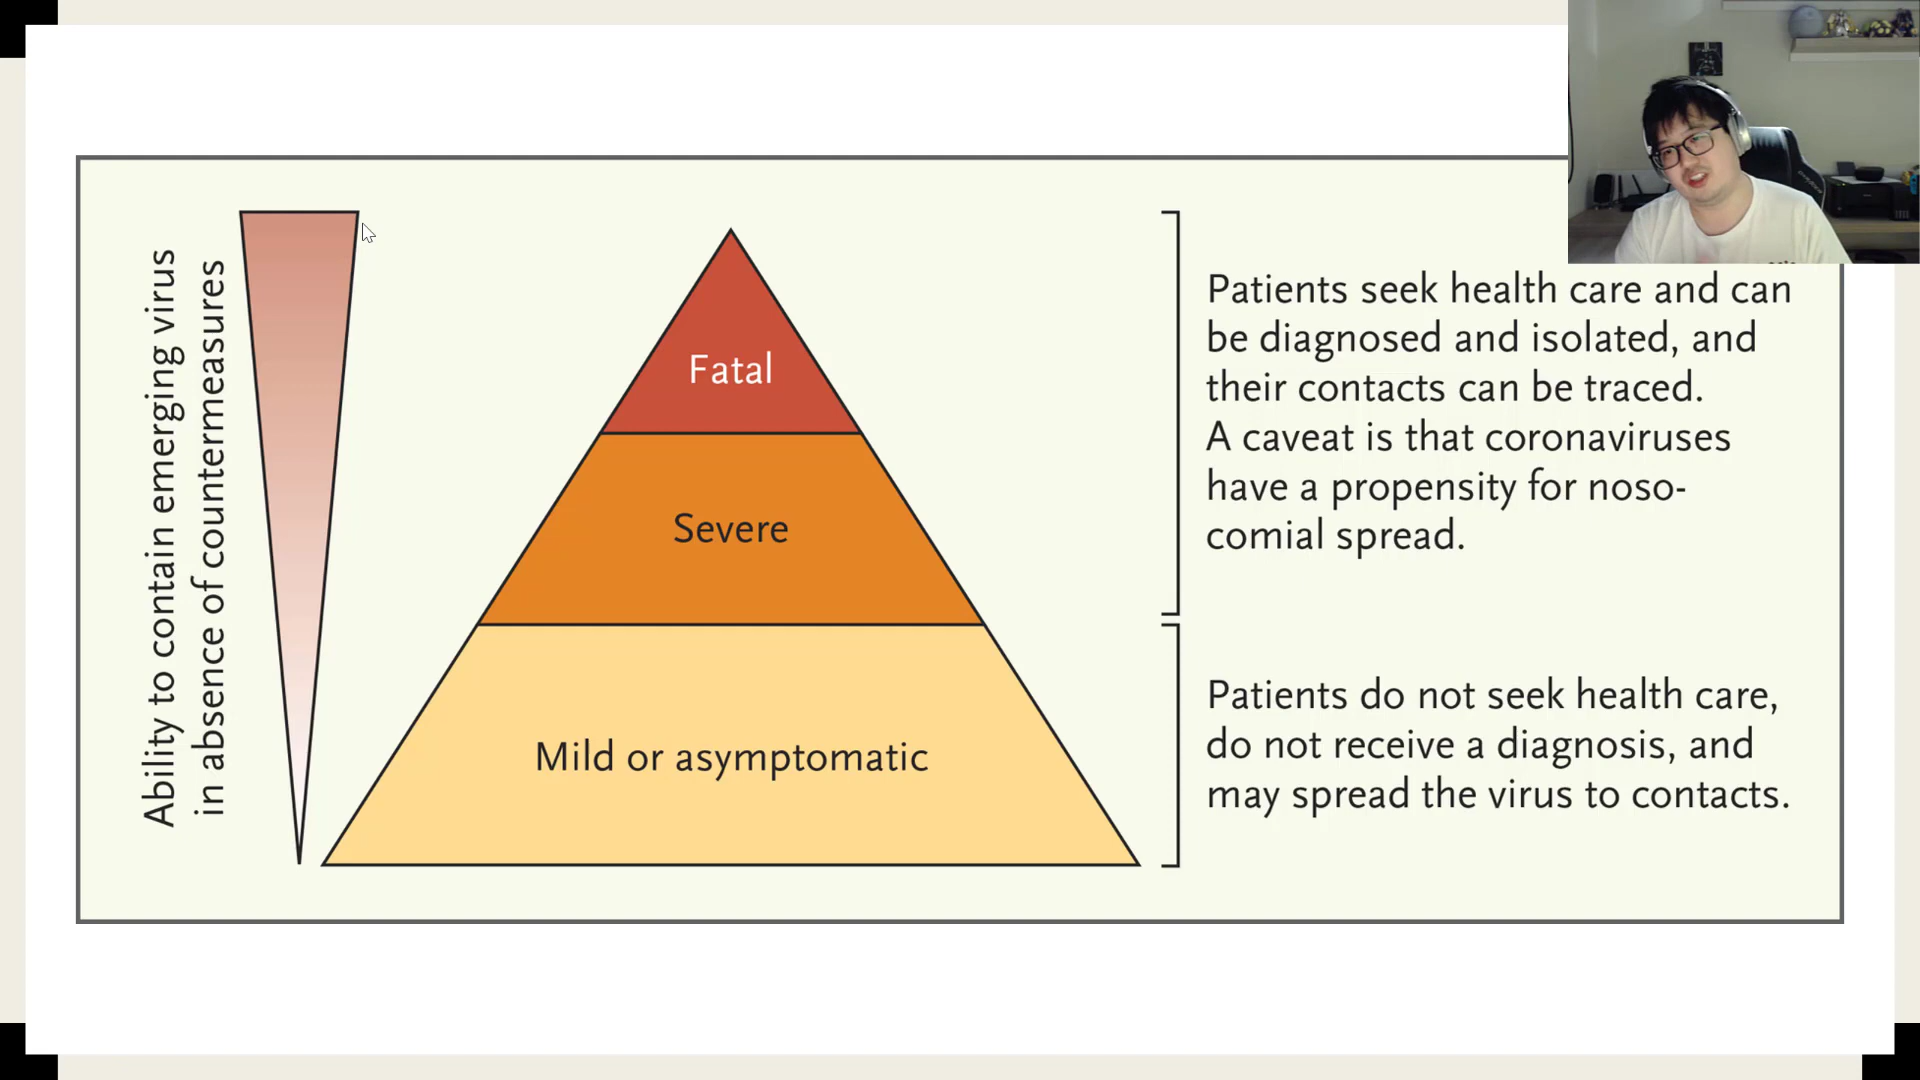 Ability to contain emerging virus
in absence of countermeasures
Fatal
Severe
Mild or asymptomatic
Patients seek health care and can
be diagnosed and isolated, and
their contacts can be traced.
A caveat is that coronaviruses
have a propensity for noso-
comial spread.
Patients do not seek health care,
do not receive a diagnosis, and
may spread the virus to contacts.